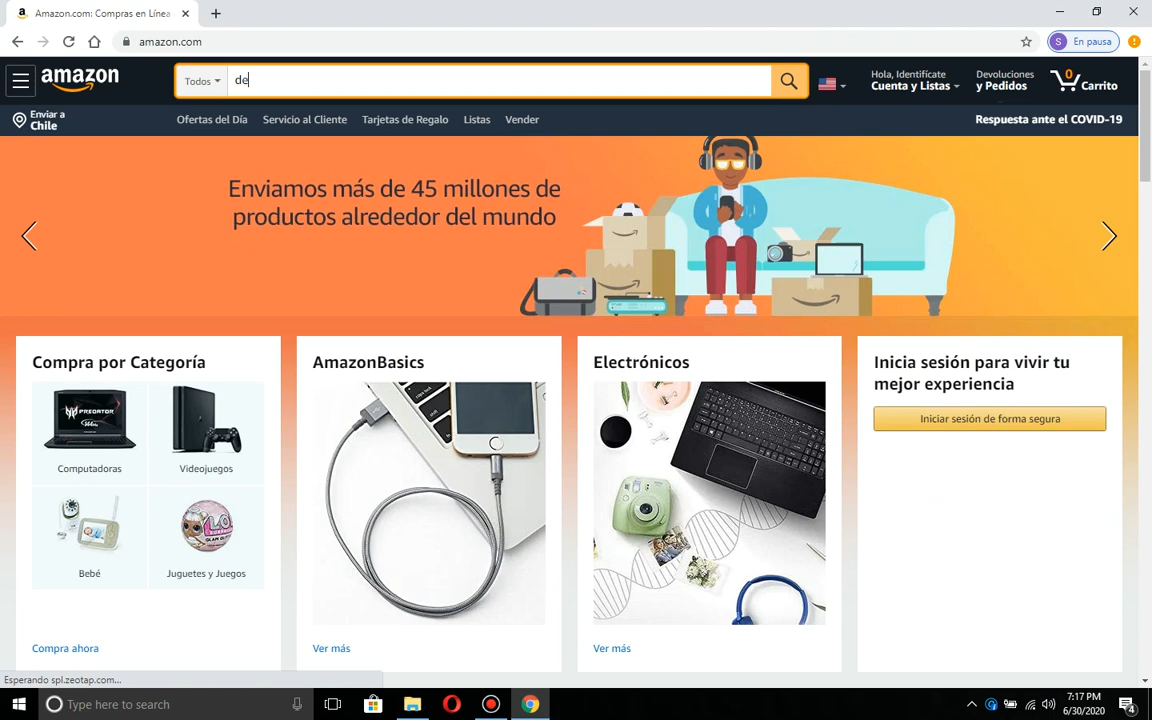 Amazon.com: Compras en Línea
amazon.com
S En pausa
Todos
de
amazon
Hola, Identifícate
Cuenta y Listas
Devoluciones
y Pedidos
0
Carrito
Enviar a
Chile
Ofertas del Día
Servicio al Cliente
Tarjetas de Regalo
Listas
Vender
Respuesta ante el COVID-19
Enviamos más de 45 millones de
productos alrededor del mundo
Compra por Categoría
PREDATOR
Computadoras
Videojuegos
Bebé
Juguetes y Juegos
Compra ahora
AmazonBasics
Ver más
Electrónicos
Ver más
Inicia sesión para vivir tu
mejor experiencia
Iniciar sesión de forma segura
Esperando spl.zeotap.com...
Type here to search
7:17 PM
6/30/2020
4